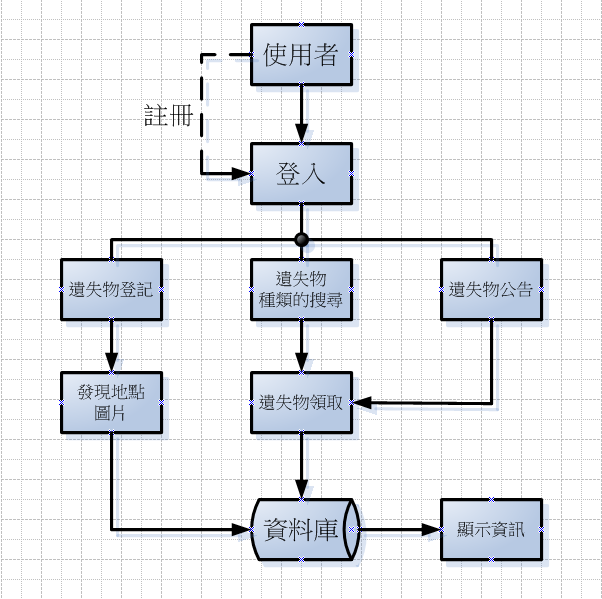 使用者
註冊
登入
遺失物登記
遺失物
種類的搜尋
遺失物公告
發現地點
圖片
遺失物領取
資料庫
顯示資訊